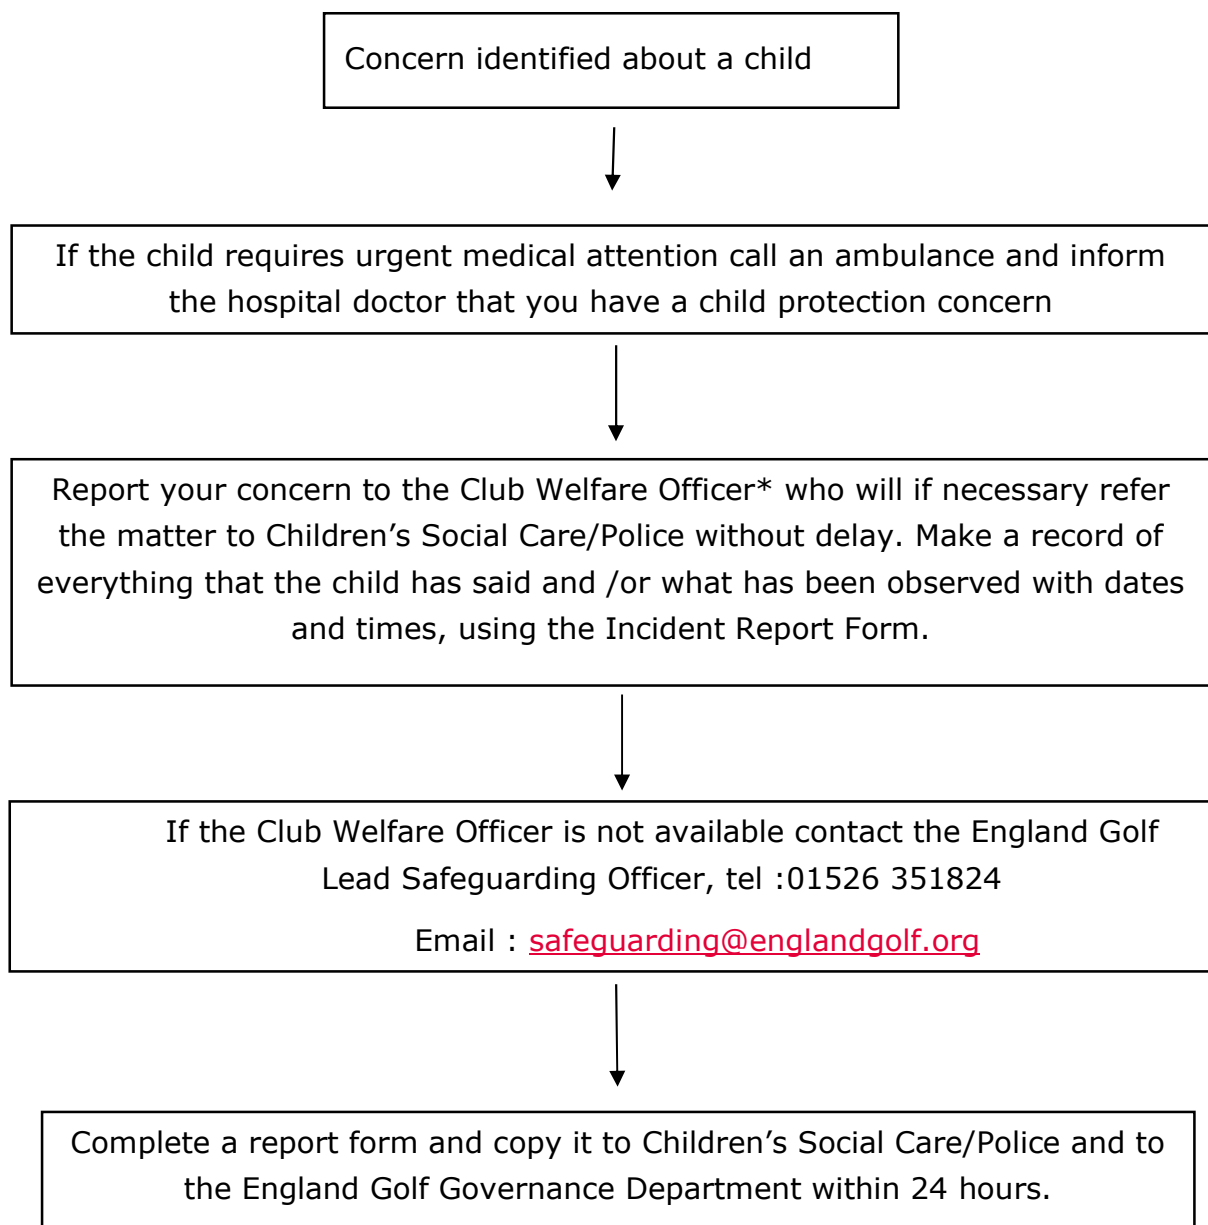 Concern identified about a child
If the child requires urgent medical attention call an ambulance and inform
the hospital doctor that you have a child protection concern
Report your concern to the Club Welfare Officer* who will if necessary refer
the matter to Children’s Social Care/Police without delay. Make a record of
everything that the child has said and /or what has been observed with dates
and times, using the Incident Report Form.
If the Club Welfare Officer is not available contact the England Golf
Lead Safeguarding Officer, tel :01526 351824
Email : safeguarding@englandgolf.org
Complete a report form and copy it to Children’s Social Care/Police and to
the England Golf Governance Department within 24 hours.